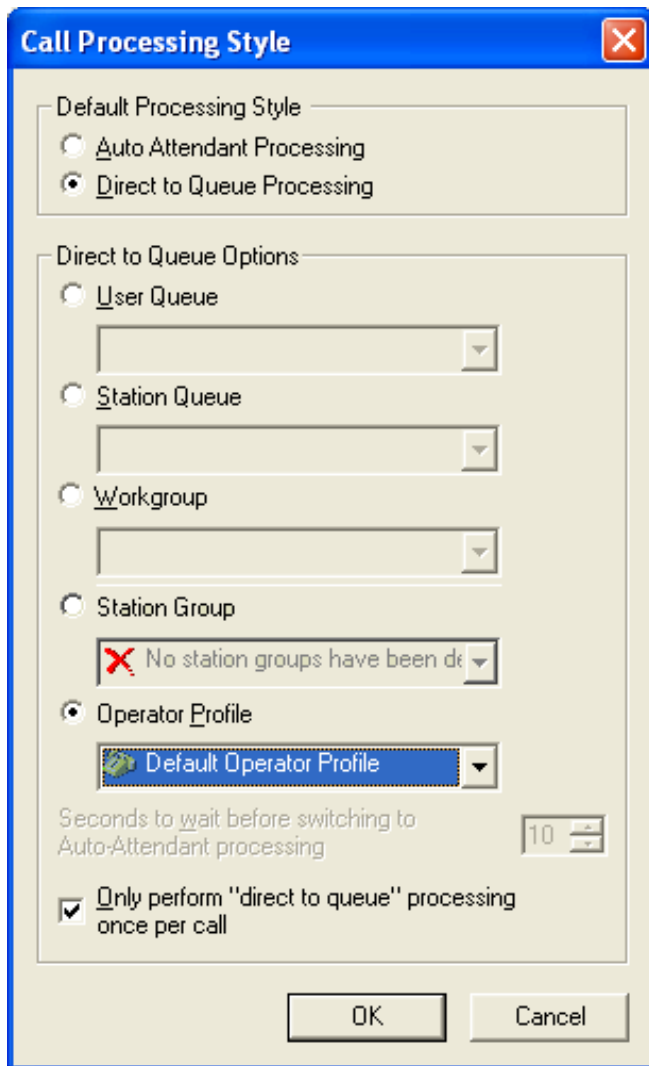 Call Processing Style
Default Processing Style
Auto Attendant Processing
Direct to Queue Processing
Direct to Queue Options
User Queue
Station Queue
Workgroup
Station Group
No station groups have been de
Operator Profile
Default Operator Profile
Seconds to wait before switching to
Auto-Attendant processing
10
Only perform "direct to queue" processing
once per call
OK
Cancel